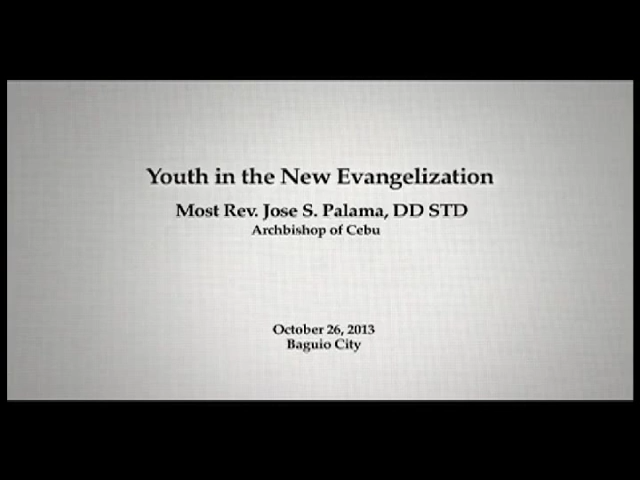 Youth in the New Evangelization
Most Rev. Jose S. Palama, DD STD
Archbishop of Cebu
October 26, 2013
Baguio City